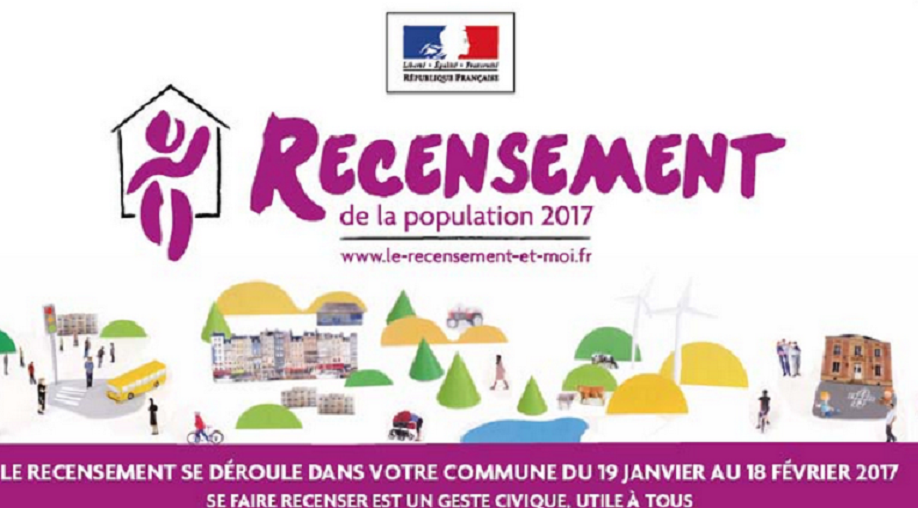 Liberté • Égalité • Fraternité
RÉPUBLIQUE FRANÇAISE
RECENSEMENT
de la population 2017
www.le-recensement-et-moi.fr
LE RECENSEMENT SE DÉROULE DANS VOTRE COMMUNE DU 19 JANVIER AU 18 FÉVRIER 2017
SE FAIRE RECENSER EST UN GESTE CIVIQUE, UTILE À TOUS